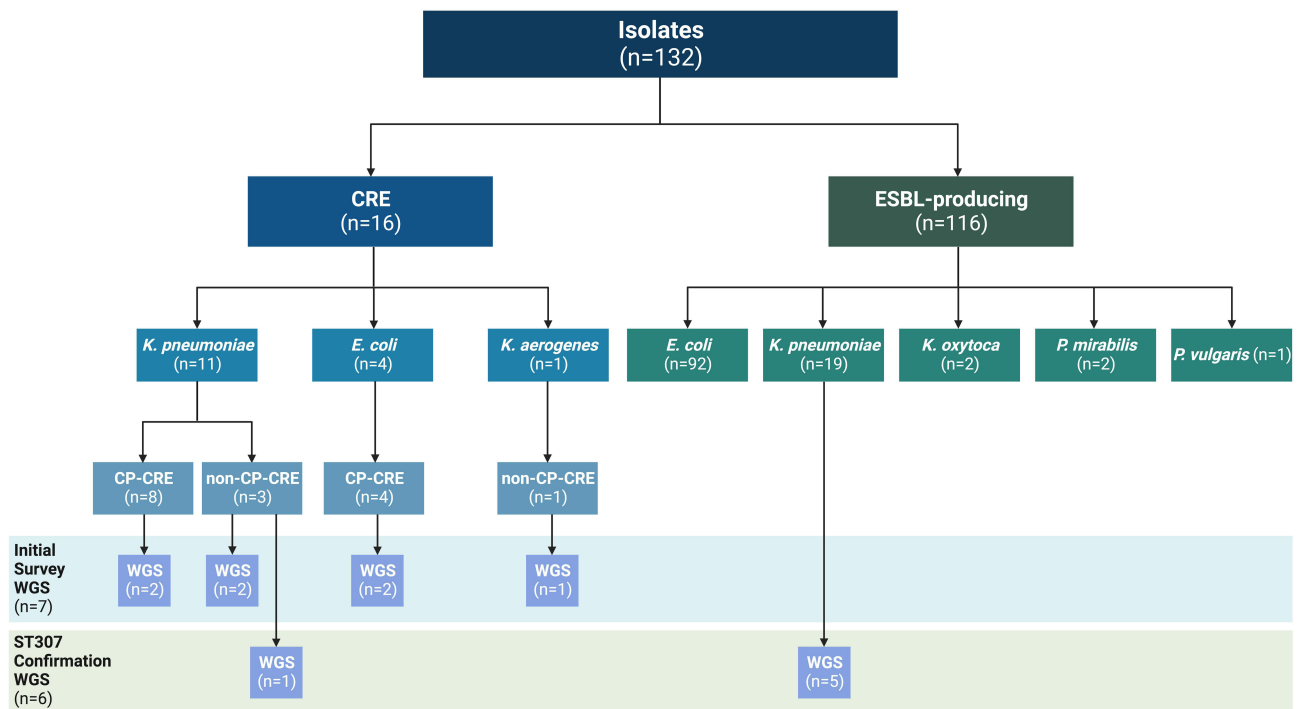 Isolates
(n=132)
CRE
(n=16)
ESBL-producing
(n=116)
K. pneumoniae
(n=11)
E. coli
(n=4)
K. aerogenes
(n=1)
E. coli
(n=92)
K. pneumoniae
(n=19)
K. oxytoca
(n=2)
P. mirabilis
(n=2)
P. vulgaris (n=1)
CP-CRE
(n=8)
non-CP-CRE
(n=3)
CP-CRE
(n=4)
non-CP-CRE
(n=1)
Initial
Survey
WGS
(n=7)
WGS
(n=2)
WGS
(n=2)
WGS
(n=2)
WGS
(n=1)
ST307
Confirmation
WGS
(n=6)
WGS
(n=1)
WGS
(n=5)